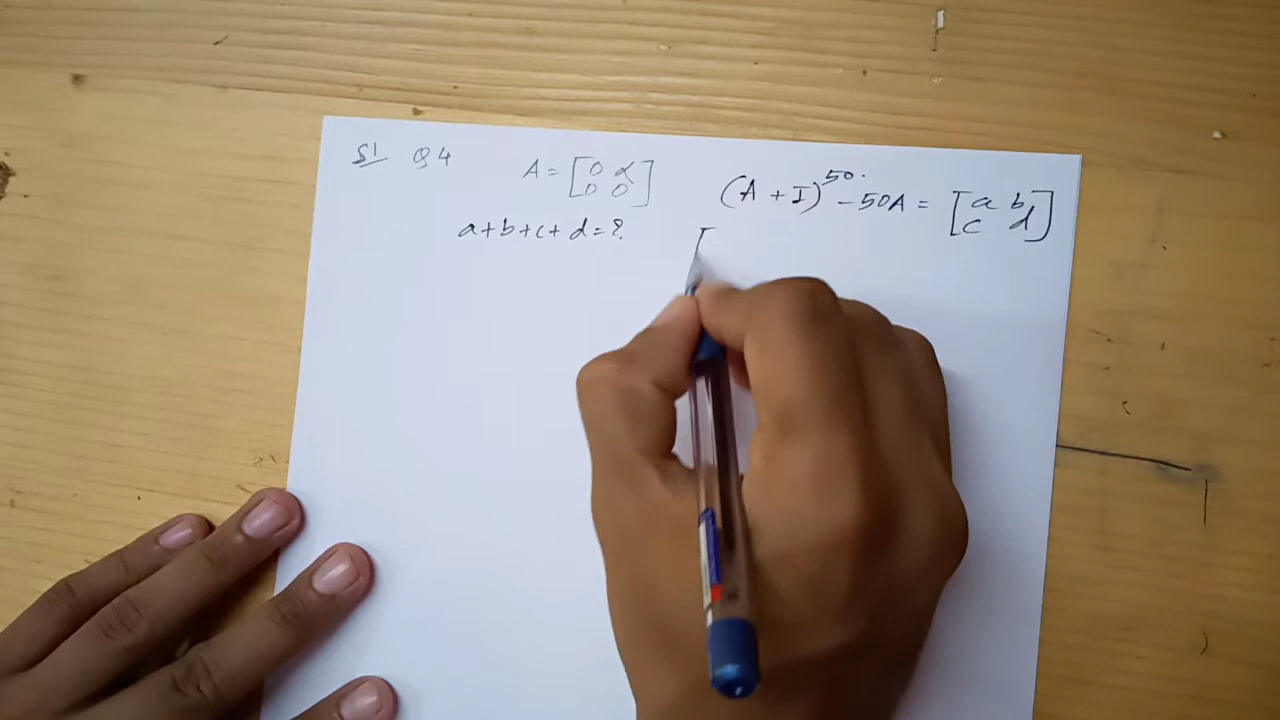 S1 Q4 A = [0 α 0 0] (A + I)^50 - 50A = [a b c d]
a+b+c+d=?
[